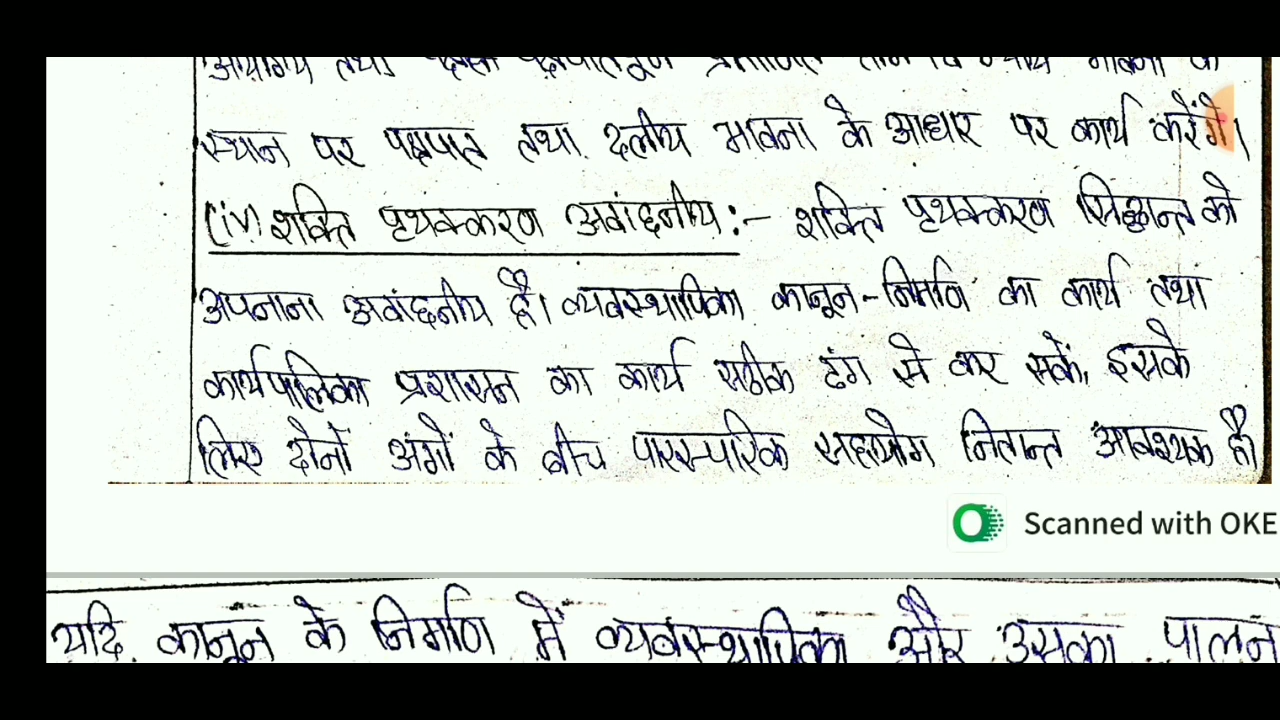 तथा
स्थान पर पक्षपात तथा दलीय भावना के आधार पर कार्य करेंगे।
(iv) शक्ति पृथक्करण अवांछनीय :- शक्ति पृथक्करण सिद्धान्त को
अपनाना अवांछनीय है। व्यवस्थापिका कानून-निर्माण का कार्य तथा
कार्यपालिका प्रशासन का कार्य सटीक ढंग से कर सकें, इसके
लिए दोनों अंगों के बीच पारस्परिक सहयोग नितान्त आवश्यक है।
Scanned with OKE
यदि कानून के निर्माण में व्यवस्थापिका और उसका पालन